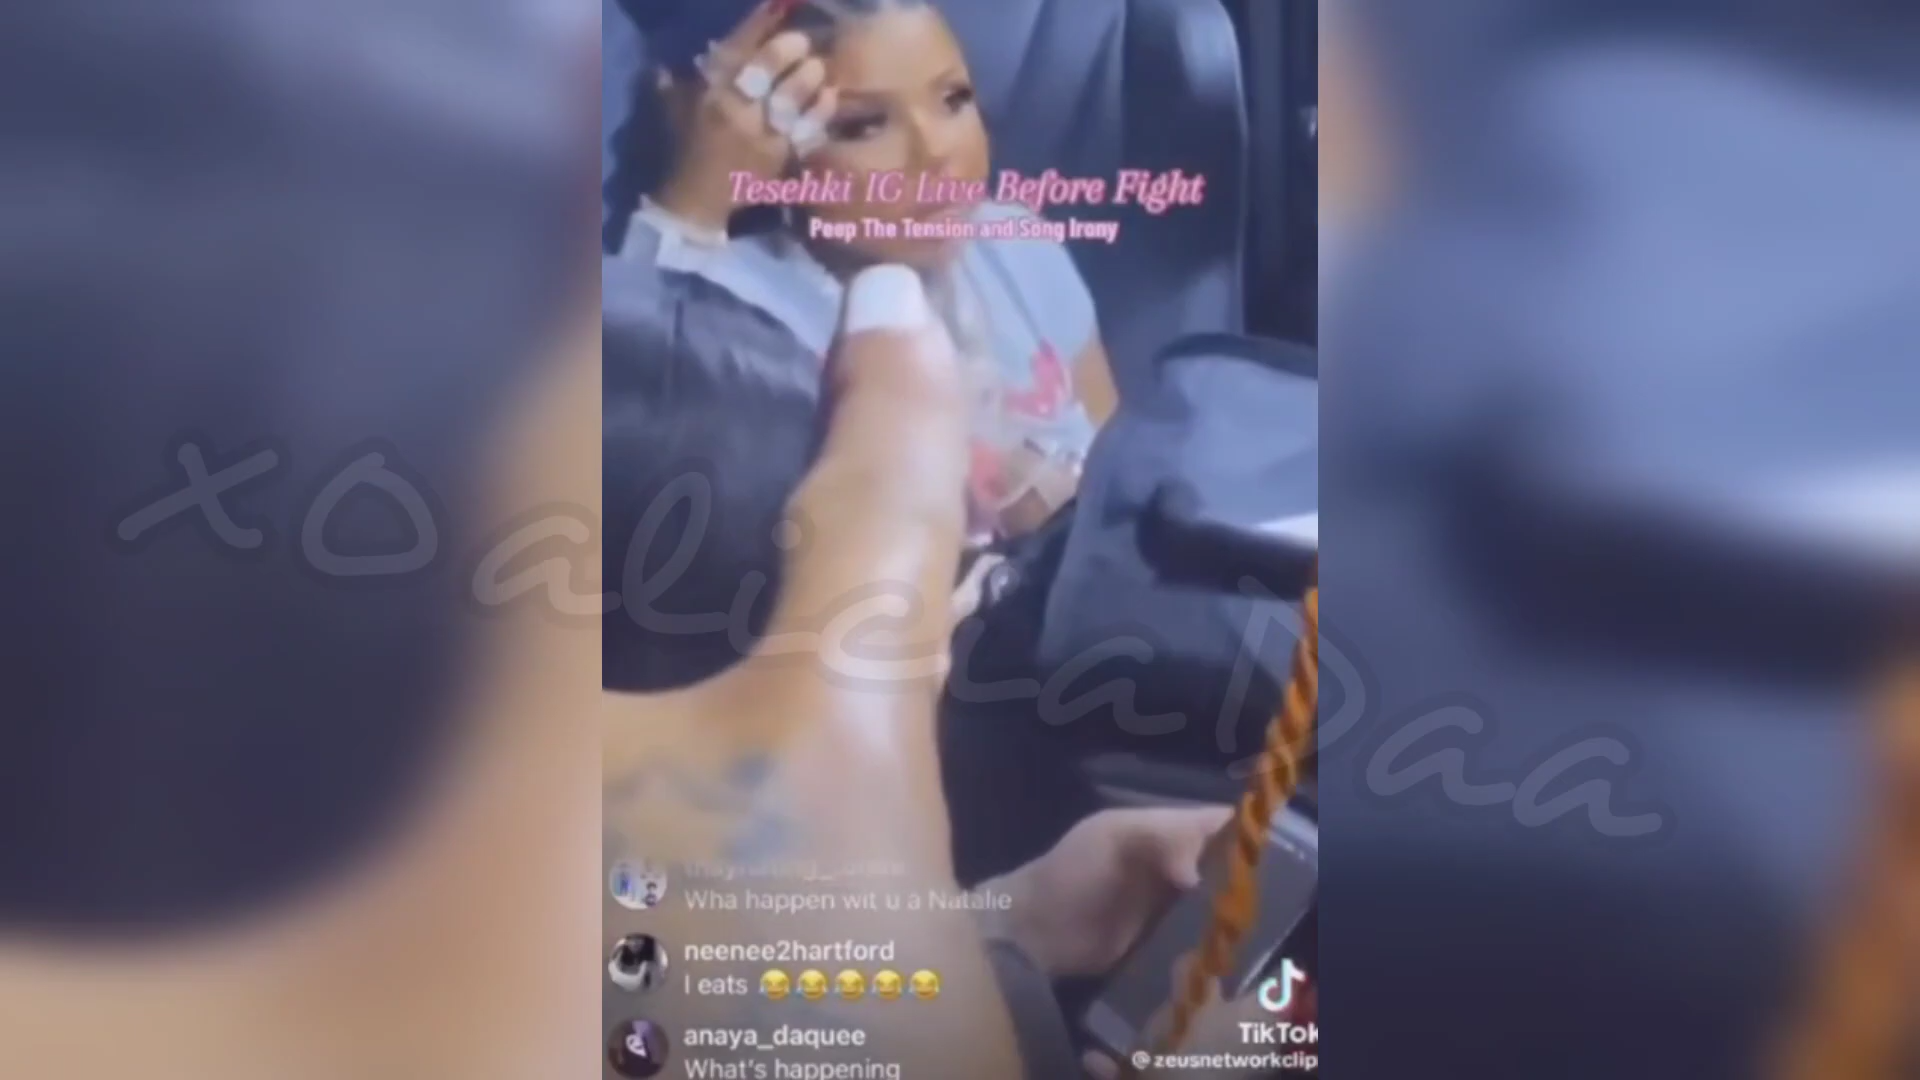 Tesehki IG Live Before Fight
Peep The Tension and Song Irony
xoaliciaDaa
Wha happen wit u a Natalie
neenee2hartford
I eats 😂😂😂😂😂
anaya_daquee
What's happening
TikTok
@zeusnetworkclip